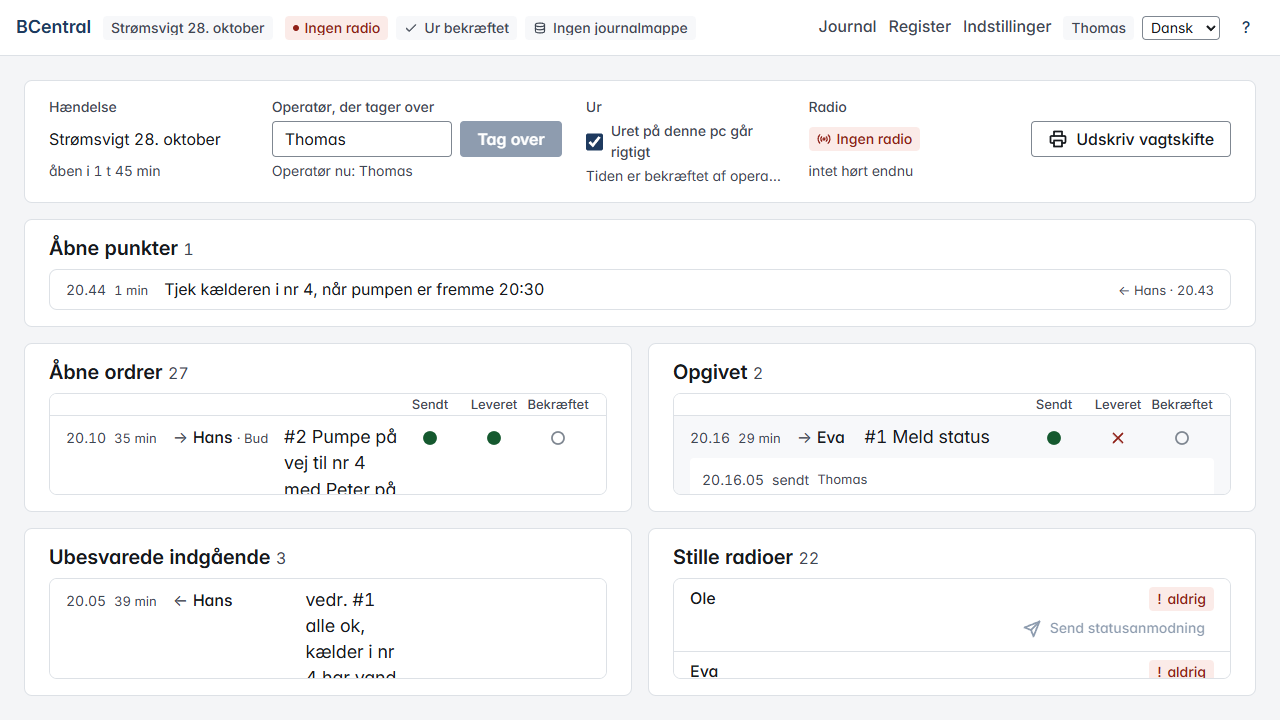 BCentral Strømsvigt 28. oktober Ingen radio Ur bekræftet Ingen journalmappe Journal Register Indstillinger Thomas Dansk ?
Hændelse
Strømsvigt 28. oktober
åben i 1 t 45 min
Operatør, der tager over
Thomas Tag over
Operatør nu: Thomas
Ur
Uret på denne pc går
rigtigt
Tiden er bekræftet af opera...
Radio
Ingen radio
intet hørt endnu
Udskriv vagtskifte
Åbne punkter 1
20.44 1 min Tjek kælderen i nr 4, når pumpen er fremme 20:30 ← Hans · 20.43
Åbne ordrer 27
Sendt Leveret Bekræftet
20.10 35 min → Hans · Bud #2 Pumpe på
vej til nr 4
med Peter på
Opgivet 2
Sendt Leveret Bekræftet
20.16 29 min → Eva #1 Meld status
20.16.05 sendt Thomas
Ubesvarede indgående 3
20.05 39 min ← Hans vedr. #1
alle ok,
kælder i nr
4 har vand
Stille radioer 22
Ole ! aldrig
Send statusanmodning
Eva ! aldrig